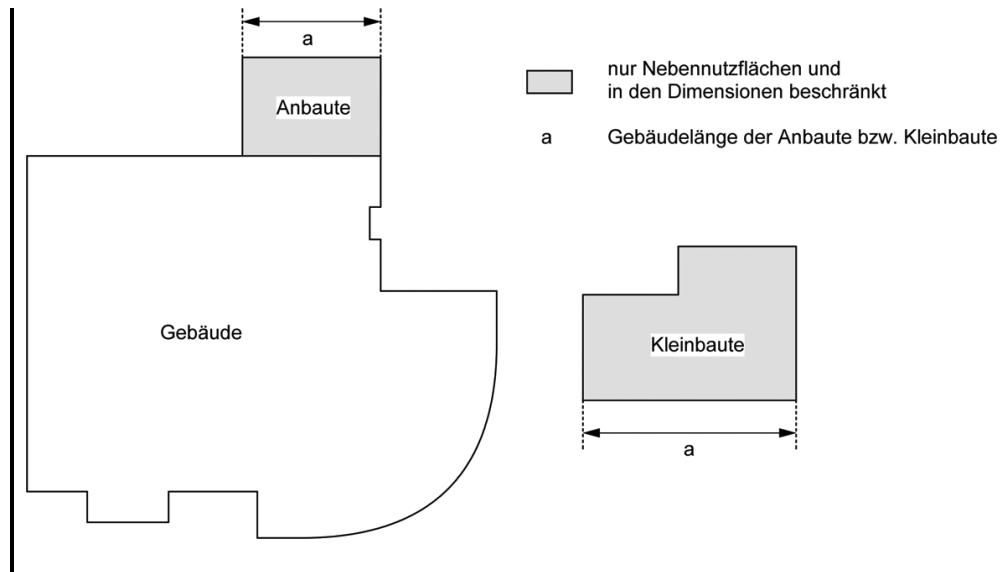 a
Anbaute
nur Nebennutzflächen und
in den Dimensionen beschränkt
a
Gebäudelänge der Anbaute bzw. Kleinbaute
Gebäude
Kleinbaute
a